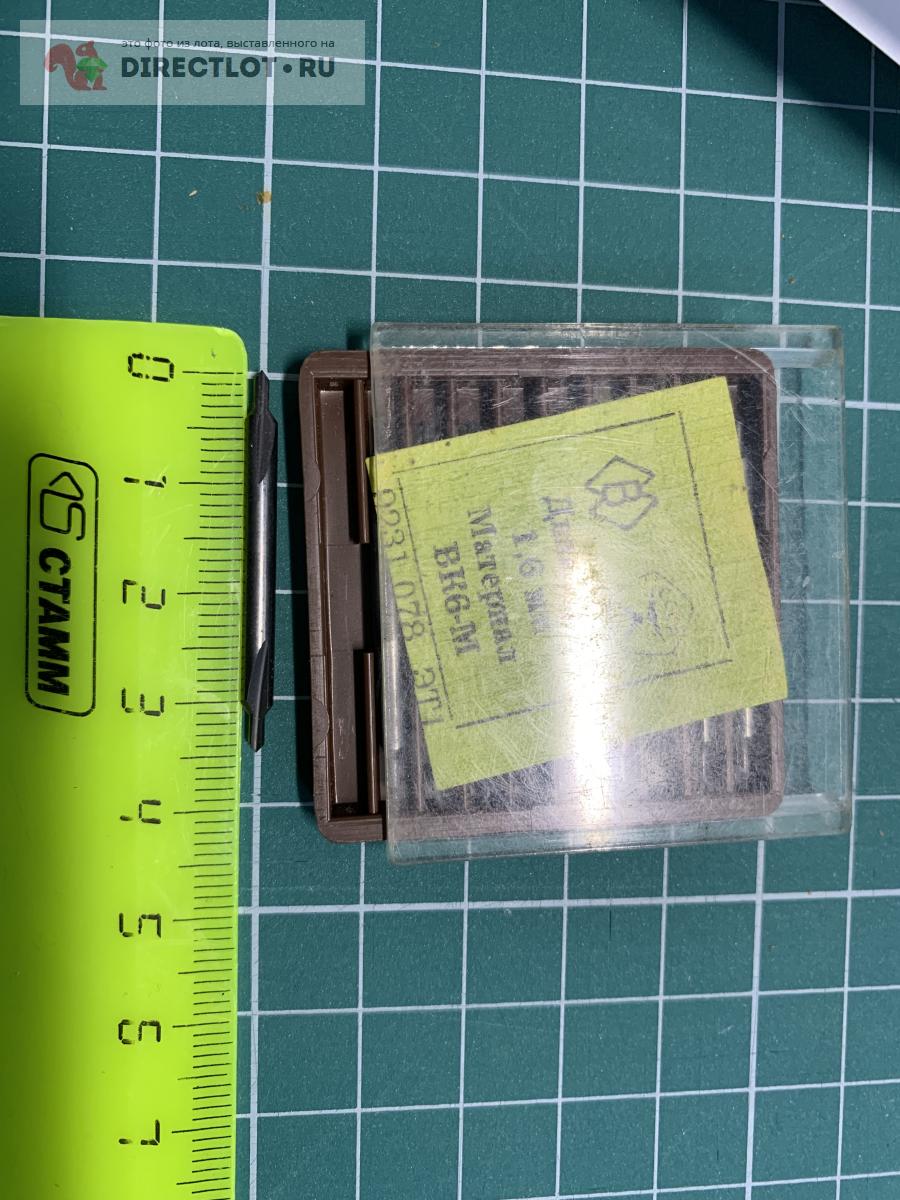 это фото из лота, выставленного на
DIRECTLOT.RU
0
1
2
3
4
5
6
7
СТАММ
В
1,6 мм
Материал
ВК6-М
078